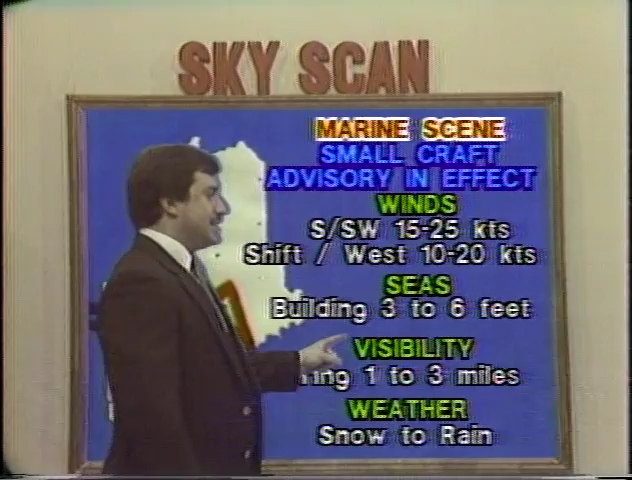 SKY SCAN
MARINE SCENE
SMALL CRAFT
ADVISORY IN EFFECT
WINDS
S/SW 15-25 kts
Shift / West 10-20 kts
SEAS
Building 3 to 6 feet
VISIBILITY
1 to 3 miles
WEATHER
Snow to Rain